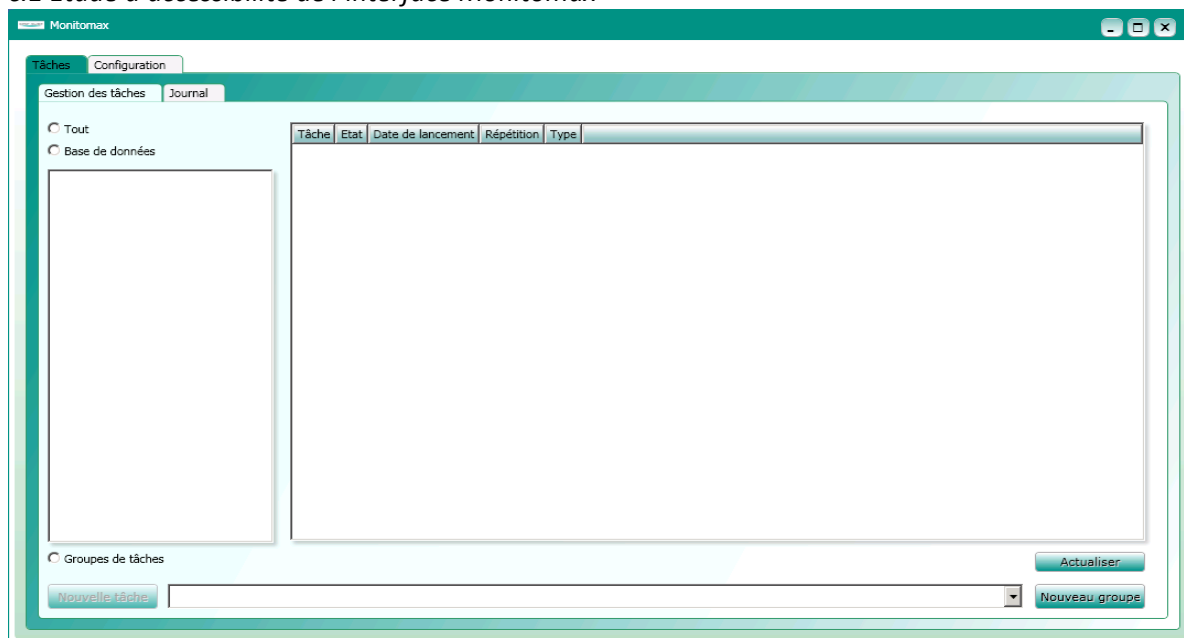 Monitomax
Tâches Configuration
Gestion des tâches Journal
Tout
Base de données
Tâche Etat Date de lancement Répétition Type
Groupes de tâches
Actualiser
Nouvelle tâche
Nouveau groupe